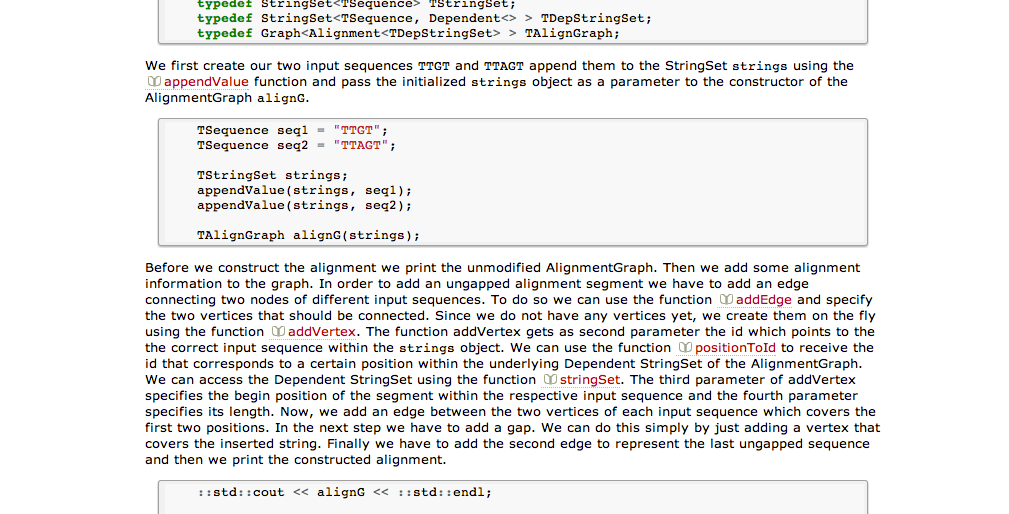 typedef StringSet<TSequence> TStringSet;
typedef StringSet<TSequence, Dependent<> > TDepStringSet;
typedef Graph<Alignment<TDepStringSet> > TAlignGraph;
We first create our two input sequences TTGT and TTAGT append them to the StringSet strings using the
appendValue function and pass the initialized strings object as a parameter to the constructor of the
AlignmentGraph alignG.
TSequence seq1 = "TTGT";
TSequence seq2 = "TTAGT";
TStringSet strings;
appendValue(strings, seq1);
appendValue(strings, seq2);
TAlignGraph alignG(strings);
Before we construct the alignment we print the unmodified AlignmentGraph. Then we add some alignment
information to the graph. In order to add an ungapped alignment segment we have to add an edge
connecting two nodes of different input sequences. To do so we can use the function addEdge and specify
the two vertices that should be connected. Since we do not have any vertices yet, we create them on the fly
using the function addVertex. The function addVertex gets as second parameter the id which points to the
the correct input sequence within the strings object. We can use the function positionToId to receive the
id that corresponds to a certain position within the underlying Dependent StringSet of the AlignmentGraph.
We can access the Dependent StringSet using the function stringSet. The third parameter of addVertex
specifies the begin position of the segment within the respective input sequence and the fourth parameter
specifies its length. Now, we add an edge between the two vertices of each input sequence which covers the
first two positions. In the next step we have to add a gap. We can do this simply by just adding a vertex that
covers the inserted string. Finally we have to add the second edge to represent the last ungapped sequence
and then we print the constructed alignment.
::std::cout << alignG << ::std::endl;